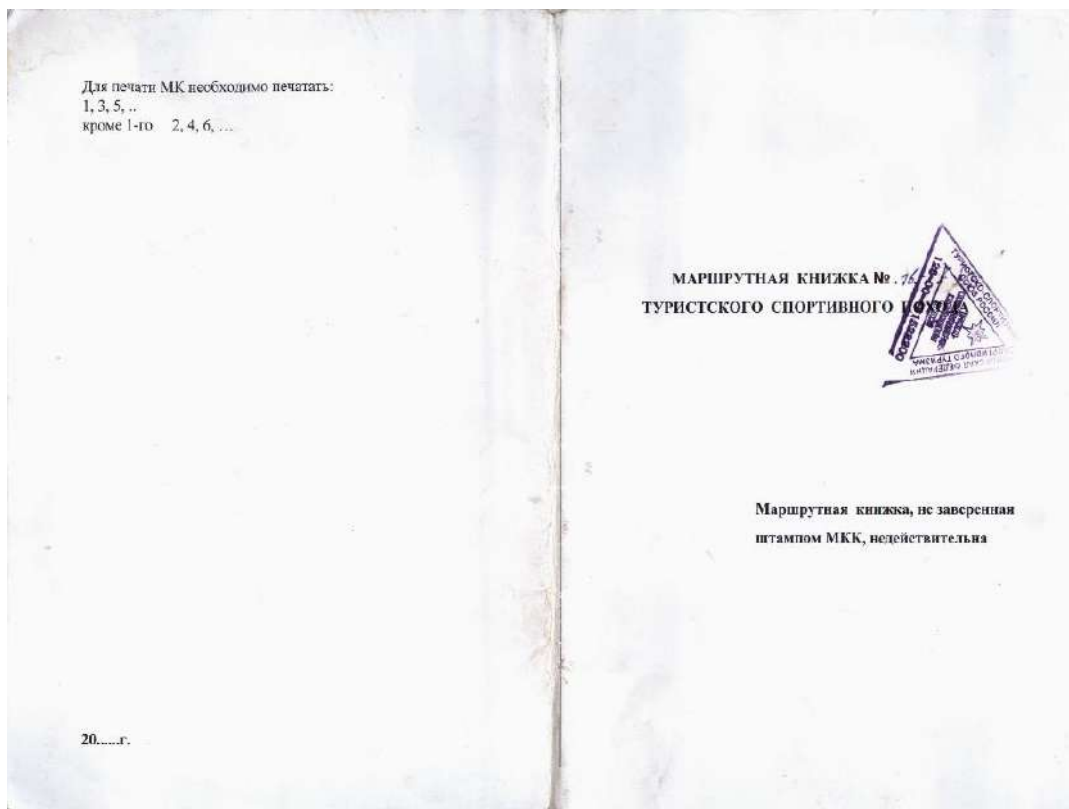 Для печати МК необходимо печатать:
1, 3, 5, ..
кроме 1-го 2, 4, 6, ...
20......г.
МАРШРУТНАЯ КНИЖКА №
ТУРИСТСКОГО СПОРТИВНОГО ПОХОДА
Маршрутная книжка, не заверенная
штампом МКК, недействительна